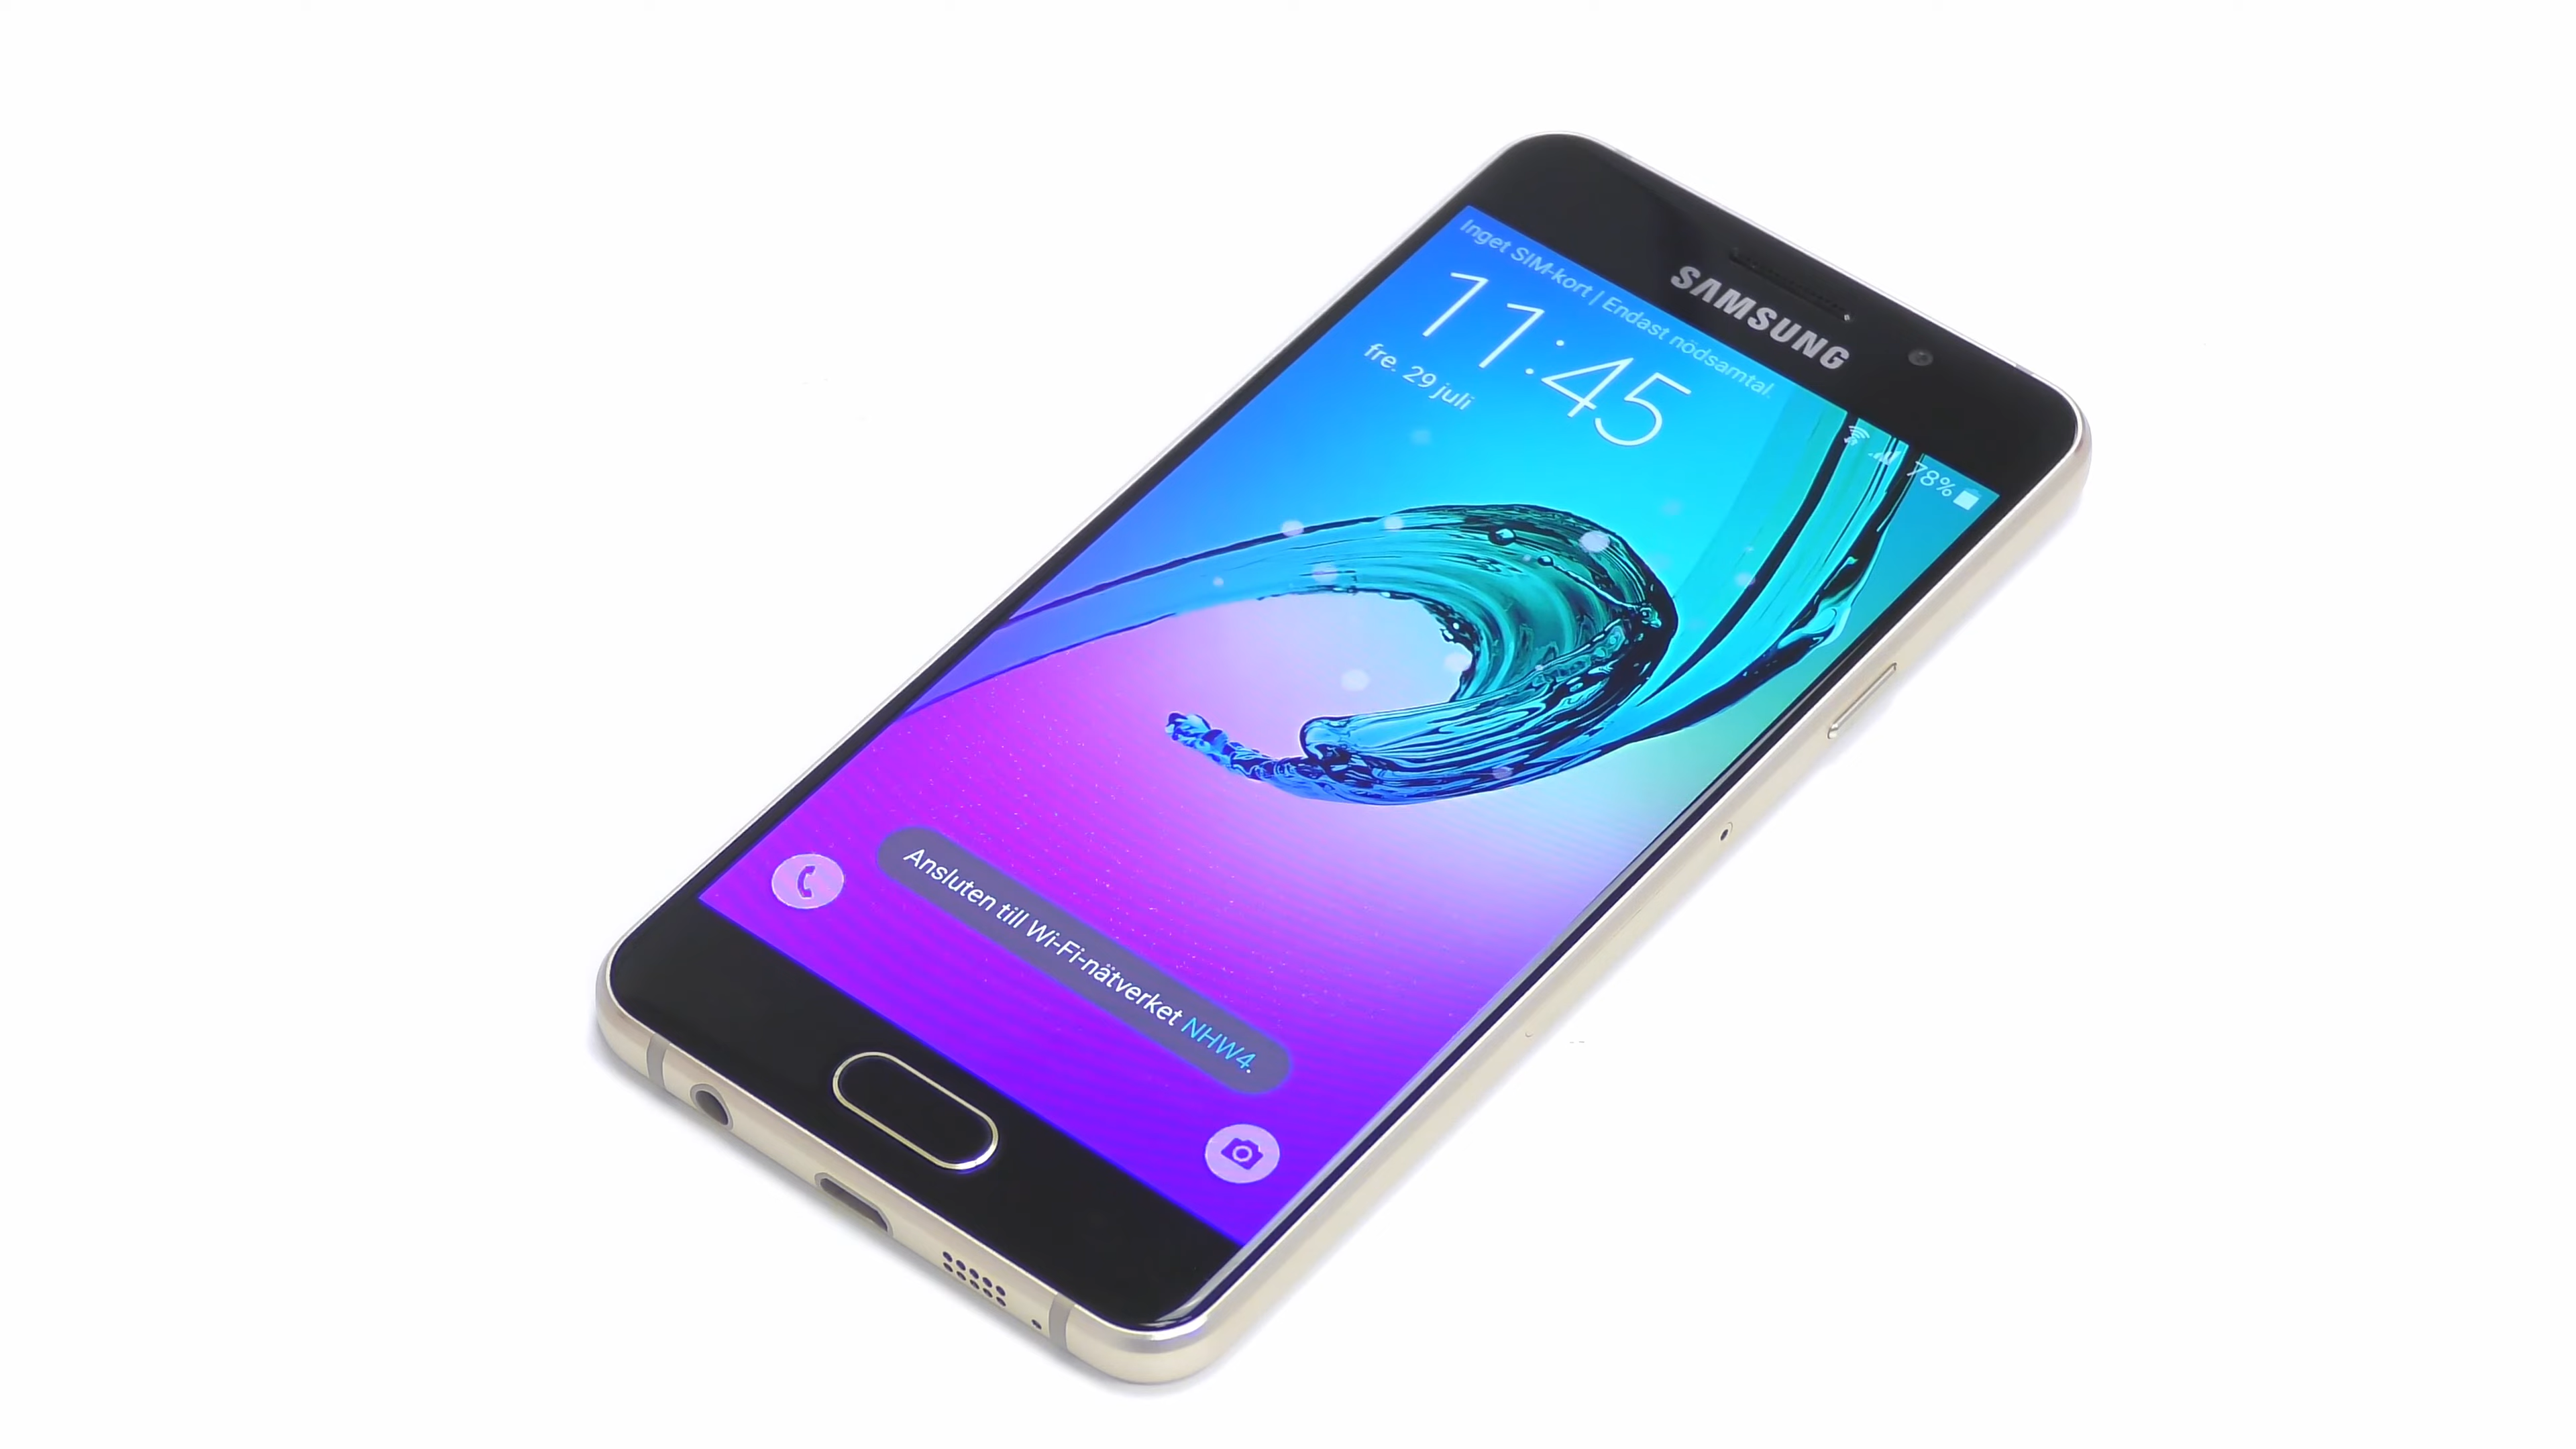 SAMSUNG
Inget SIM-kort | Endast nödsamtal.
78%
11:45
fre. 29 juli
Ansluten till Wi-Fi-nätverket NHW4.